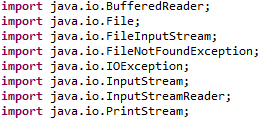 import java.io.BufferedReader;
import java.io.File;
import java.io.FileInputStream;
import java.io.FileNotFoundException;
import java.io.IOException;
import java.io.InputStream;
import java.io.InputStreamReader;
import java.io.PrintStream;